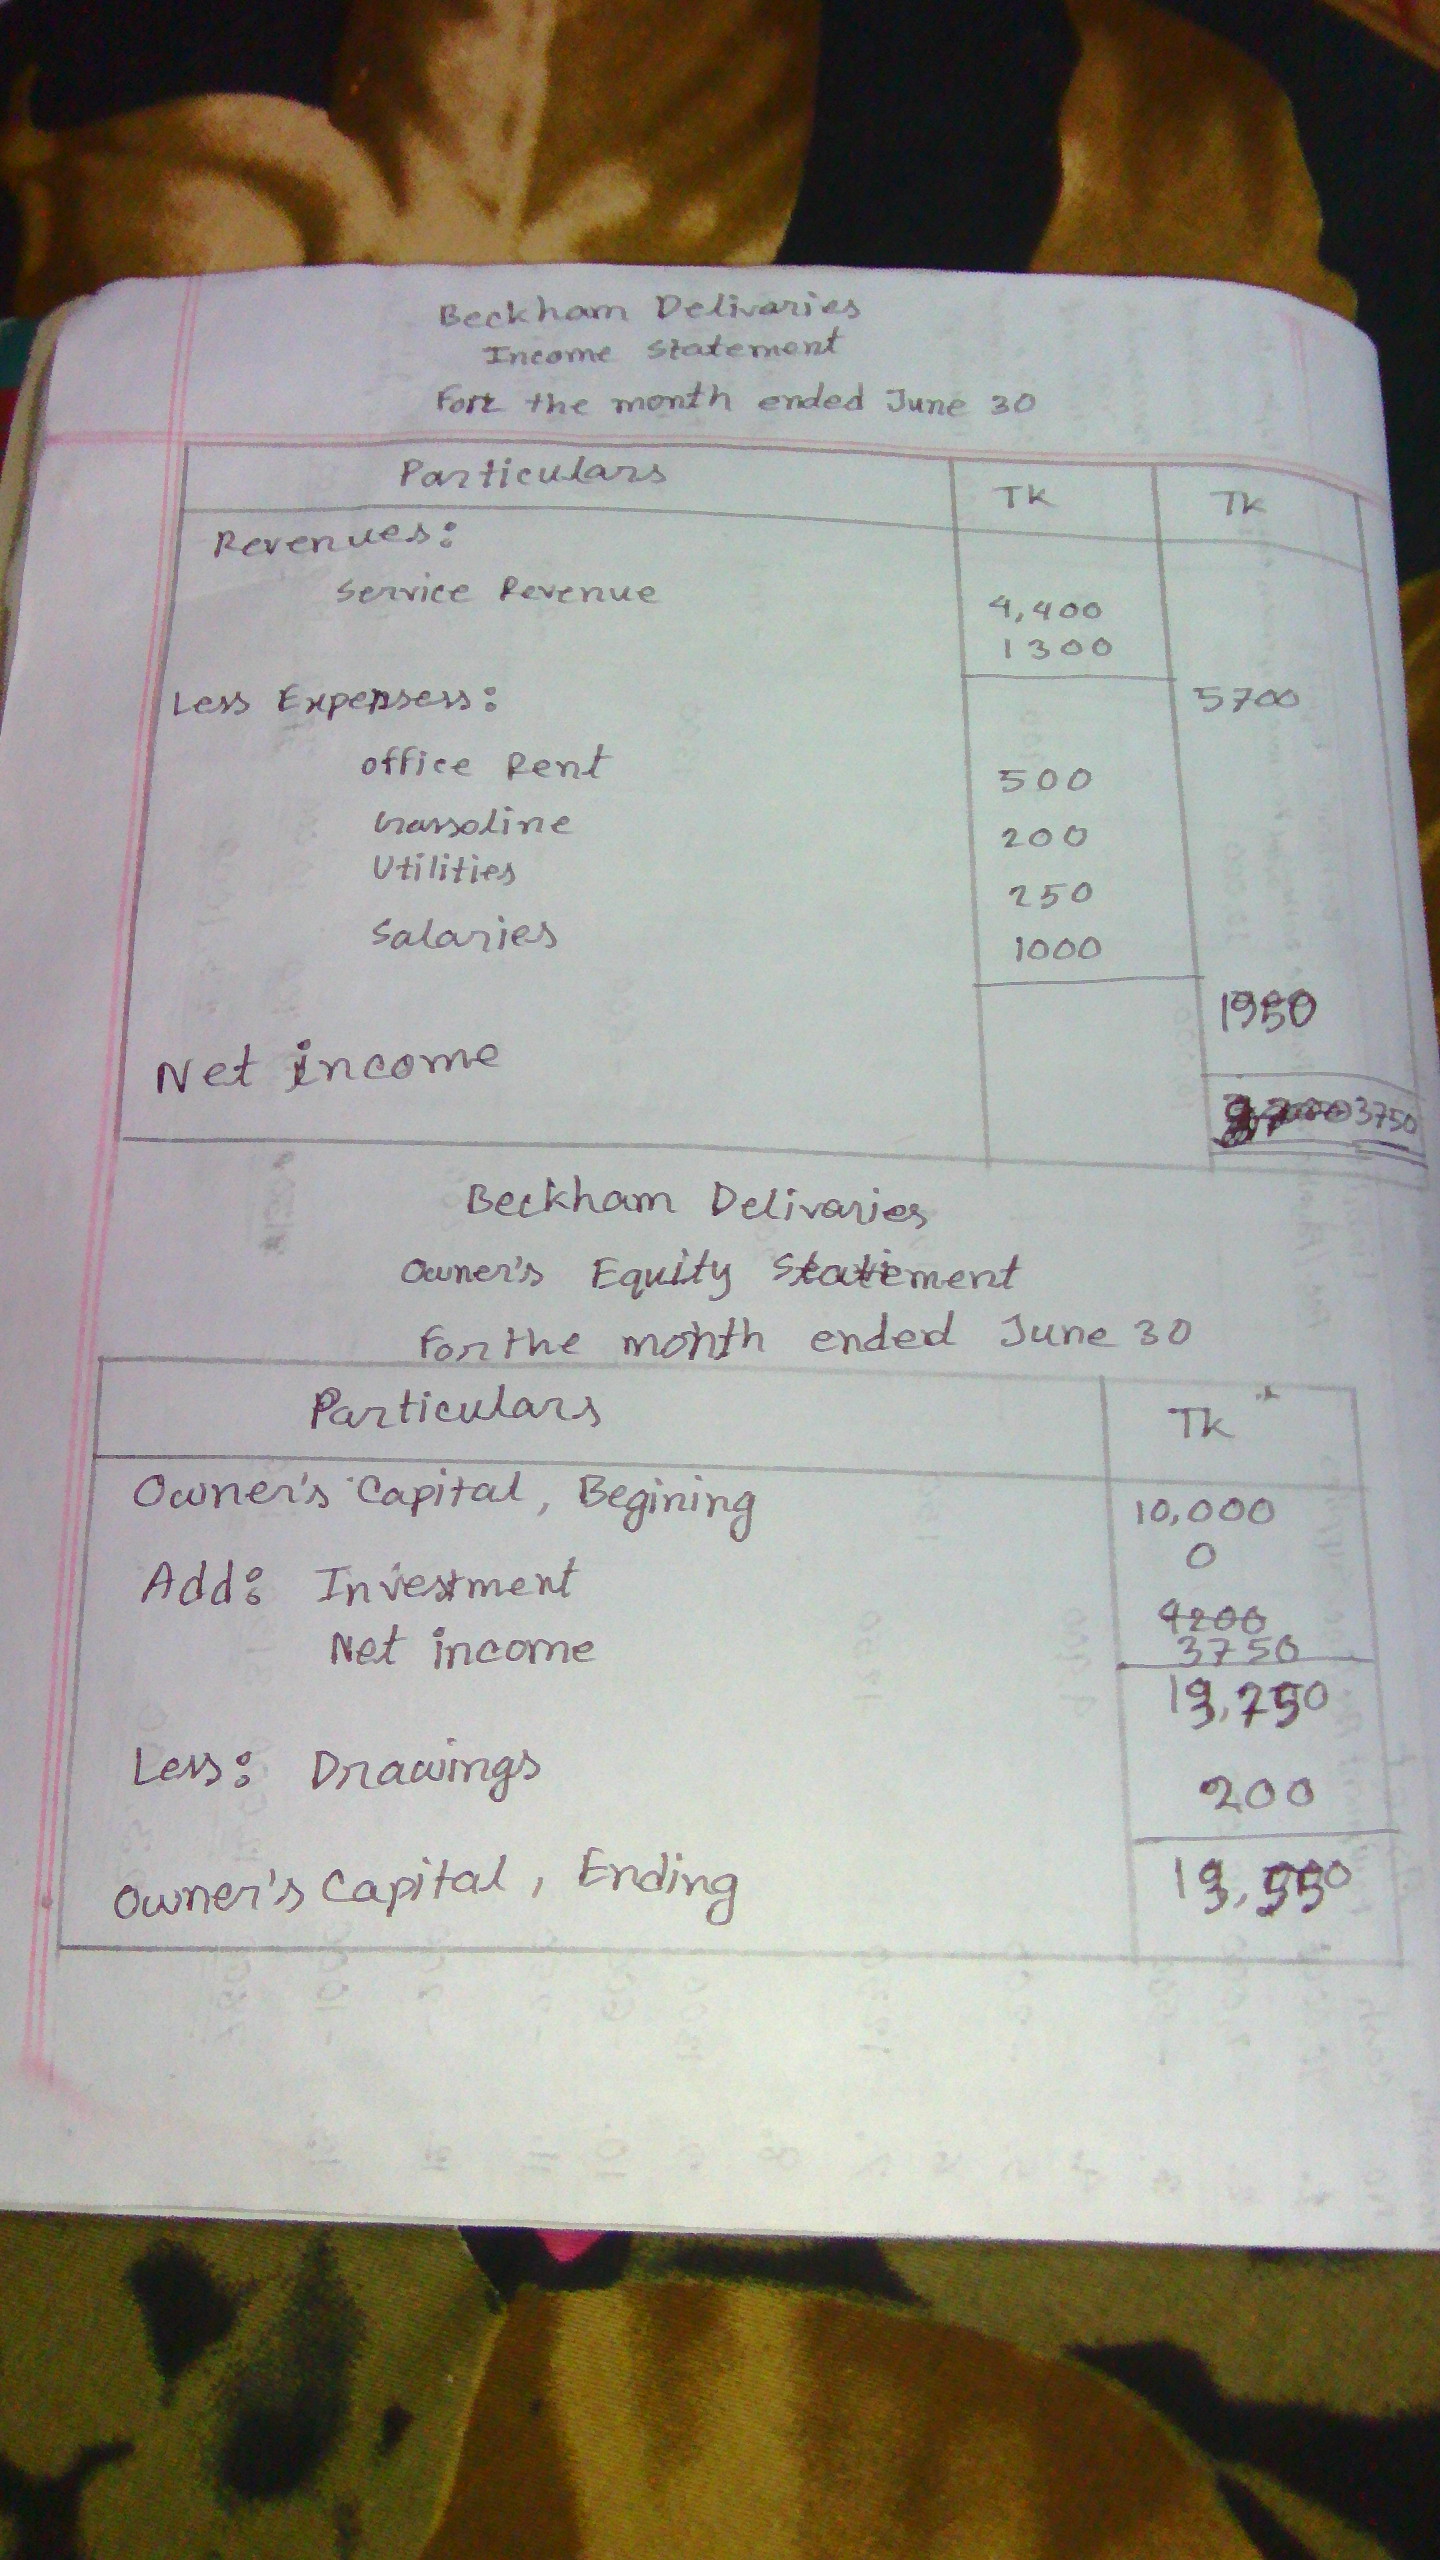 Beckham Delivaries
Income Statement
For the month ended June 30
Particulars Tk Tk
Revenues:
Service Revenue 4,400
1300
Less Expensess: 5700
office Rent 500
Gassoline 200
Utilities 250
Salaries 1000
1950
Net income 3750
Beckham Delivaries
Owner's Equity Statement
For the month ended June 30
Particulars Tk
Owner's Capital, Begining 10,000
Add: Investment 0
4200
Net income 3750
13,750
Less: Drawings 200
Owner's Capital, Ending 13,550